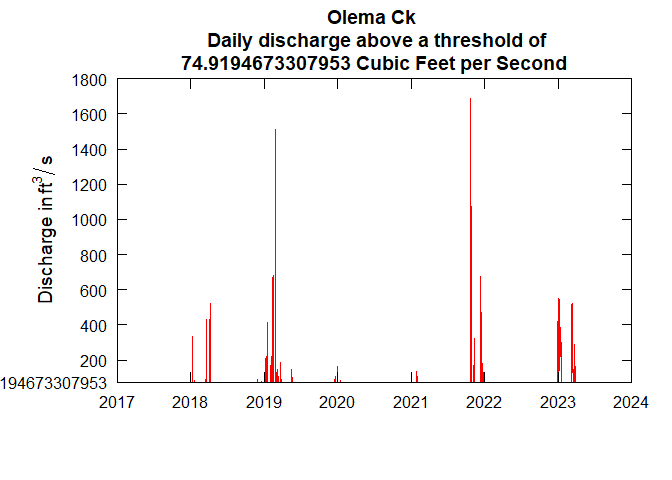 Olema Ck
Daily discharge above a threshold of
74.9194673307953 Cubic Feet per Second
1800
1600
1400
1200
1000
800
600
400
200
194673307953
Discharge in ft3/s
2017 2018 2019 2020 2021 2022 2023 2024